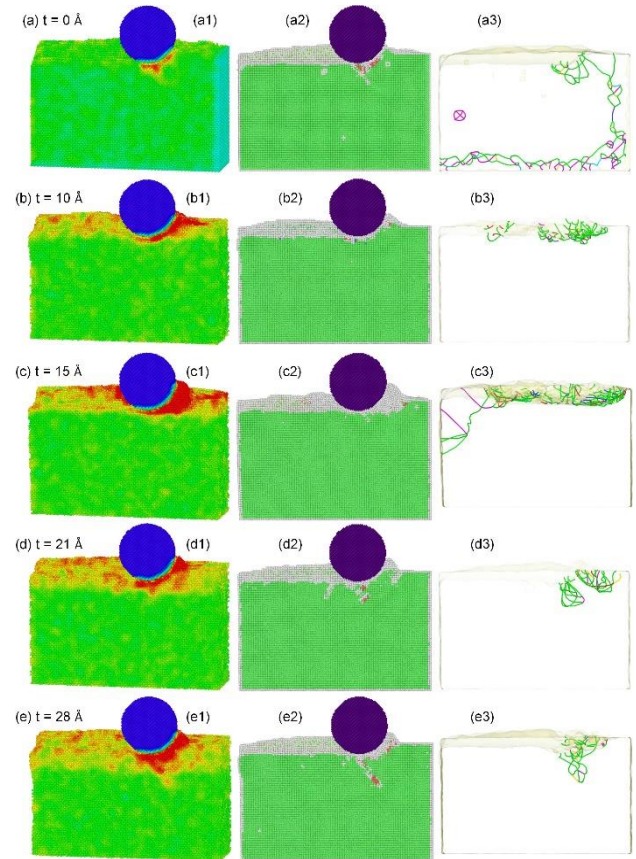 (a) t = 0 Å (a1) (a2) (a3)
(b) t = 10 Å (b1) (b2) (b3)
(c) t = 15 Å (c1) (c2) (c3)
(d) t = 21 Å (d1) (d2) (d3)
(e) t = 28 Å (e1) (e2) (e3)